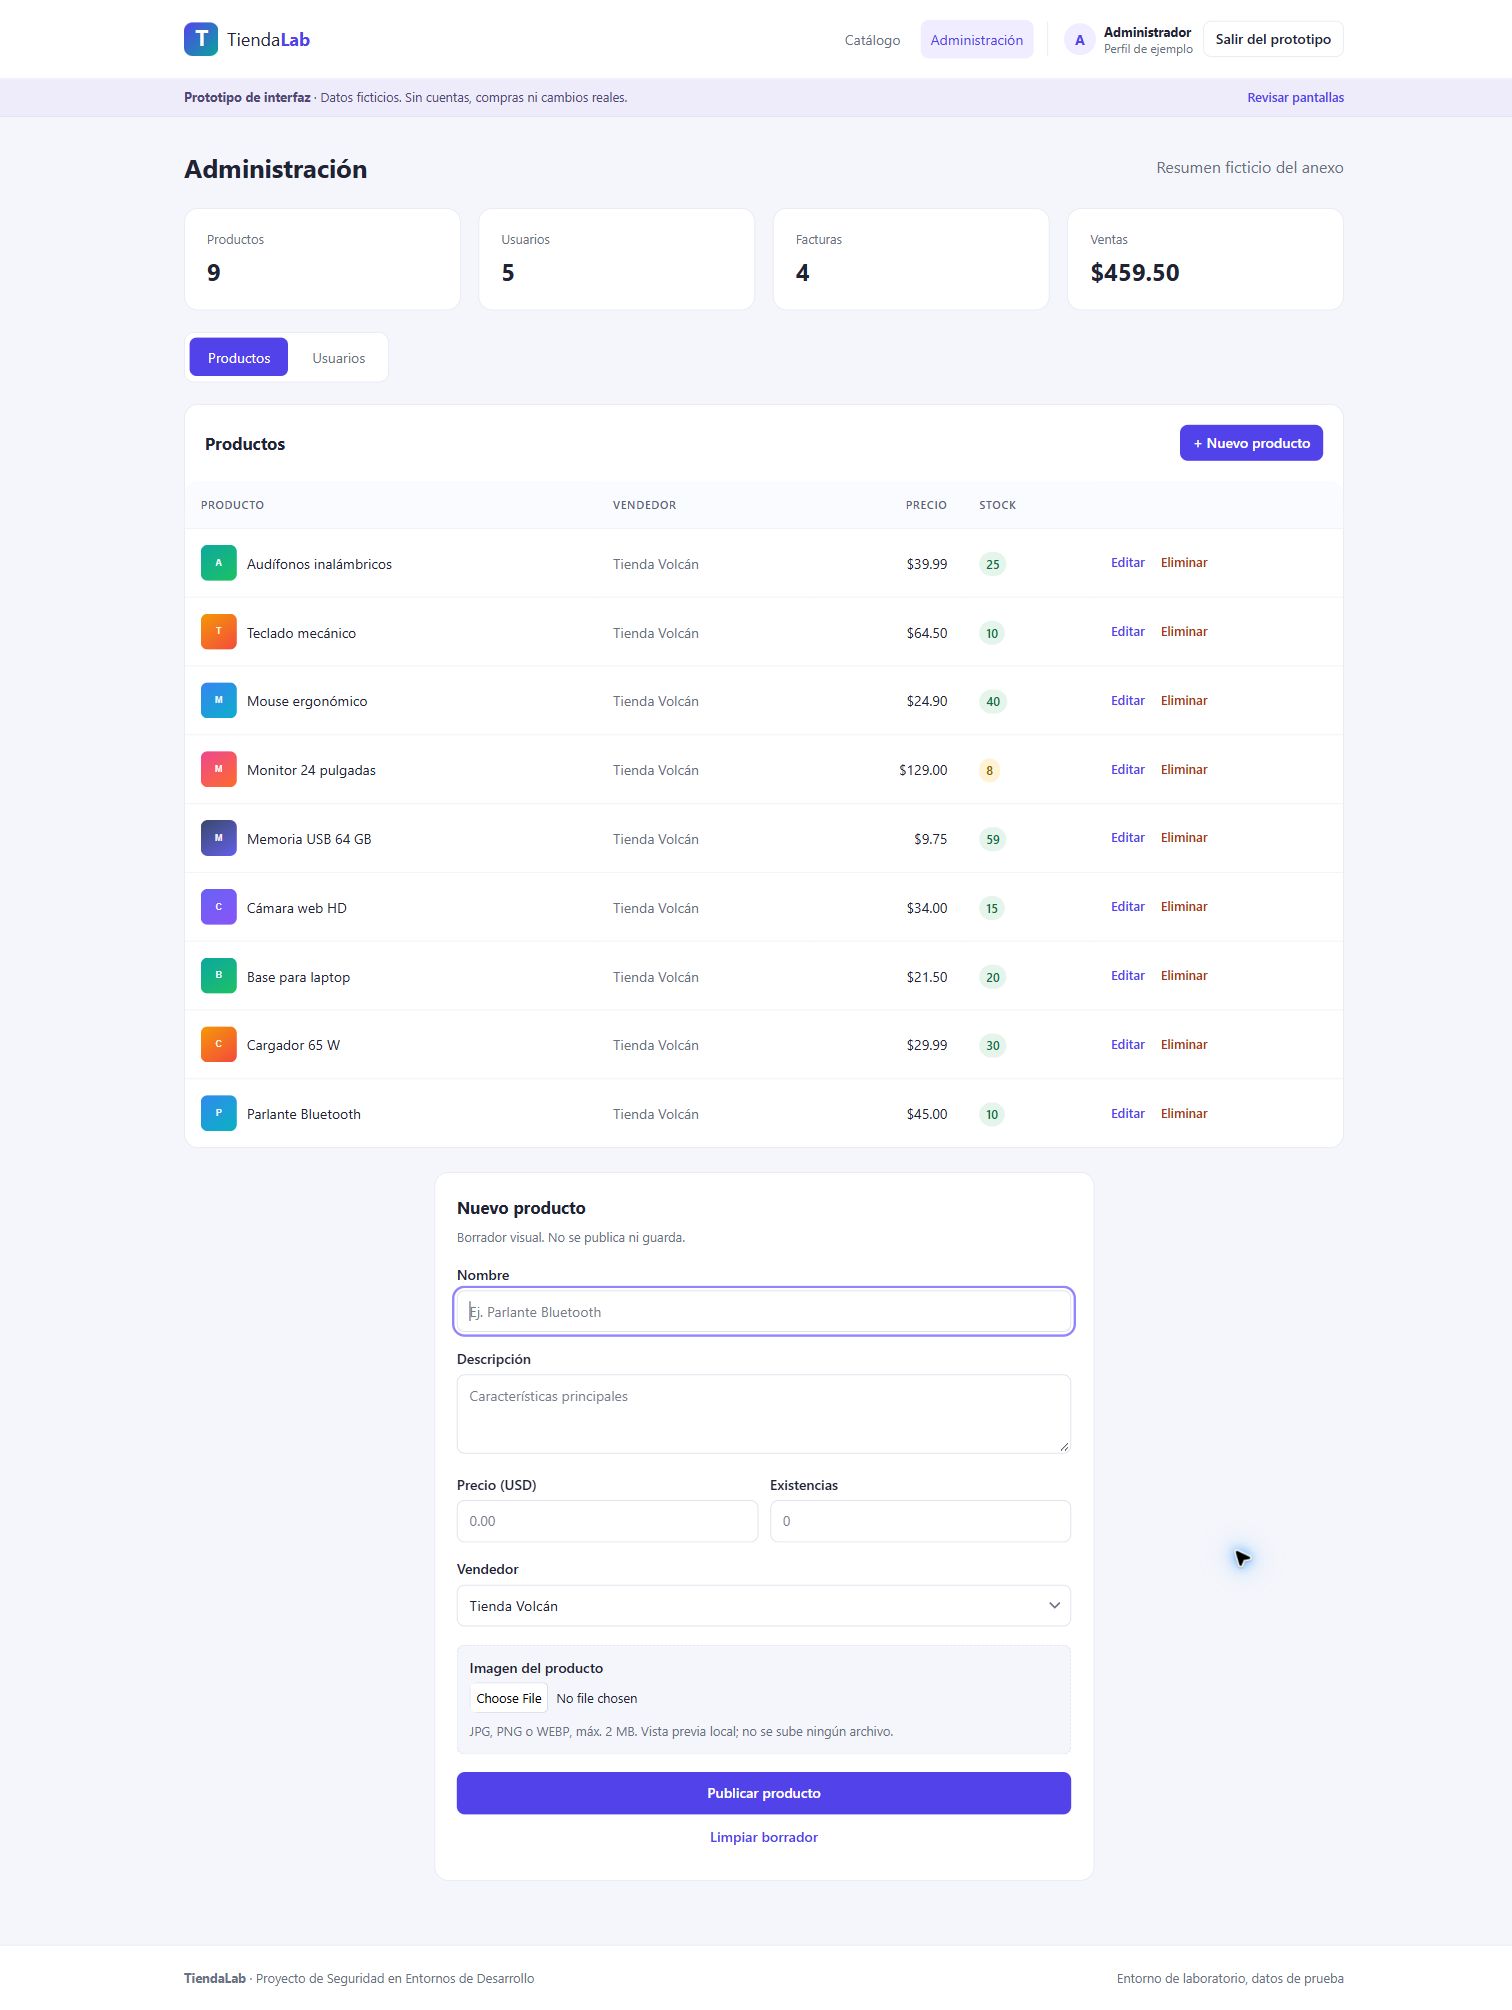 T TiendaLab Catálogo Administración A Administrador Salir del prototipo
Perfil de ejemplo
Prototipo de interfaz · Datos ficticios. Sin cuentas, compras ni cambios reales. Revisar pantallas
Administración Resumen ficticio del anexo
Productos Usuarios Facturas Ventas
9 5 4 $459.50
Productos Usuarios
Productos + Nuevo producto
PRODUCTO VENDEDOR PRECIO STOCK
A Audífonos inalámbricos Tienda Volcán $39.99 25 Editar Eliminar
T Teclado mecánico Tienda Volcán $64.50 10 Editar Eliminar
M Mouse ergonómico Tienda Volcán $24.90 40 Editar Eliminar
M Monitor 24 pulgadas Tienda Volcán $129.00 8 Editar Eliminar
M Memoria USB 64 GB Tienda Volcán $9.75 59 Editar Eliminar
C Cámara web HD Tienda Volcán $34.00 15 Editar Eliminar
B Base para laptop Tienda Volcán $21.50 20 Editar Eliminar
C Cargador 65 W Tienda Volcán $29.99 30 Editar Eliminar
P Parlante Bluetooth Tienda Volcán $45.00 10 Editar Eliminar
Nuevo producto
Borrador visual. No se publica ni guarda.
Nombre
Ej. Parlante Bluetooth
Descripción
Características principales
Precio (USD) Existencias
0.00 0
Vendedor
Tienda Volcán
Imagen del producto
Choose File No file chosen
JPG, PNG o WEBP, máx. 2 MB. Vista previa local; no se sube ningún archivo.
Publicar producto
Limpiar borrador
TiendaLab · Proyecto de Seguridad en Entornos de Desarrollo Entorno de laboratorio, datos de prueba